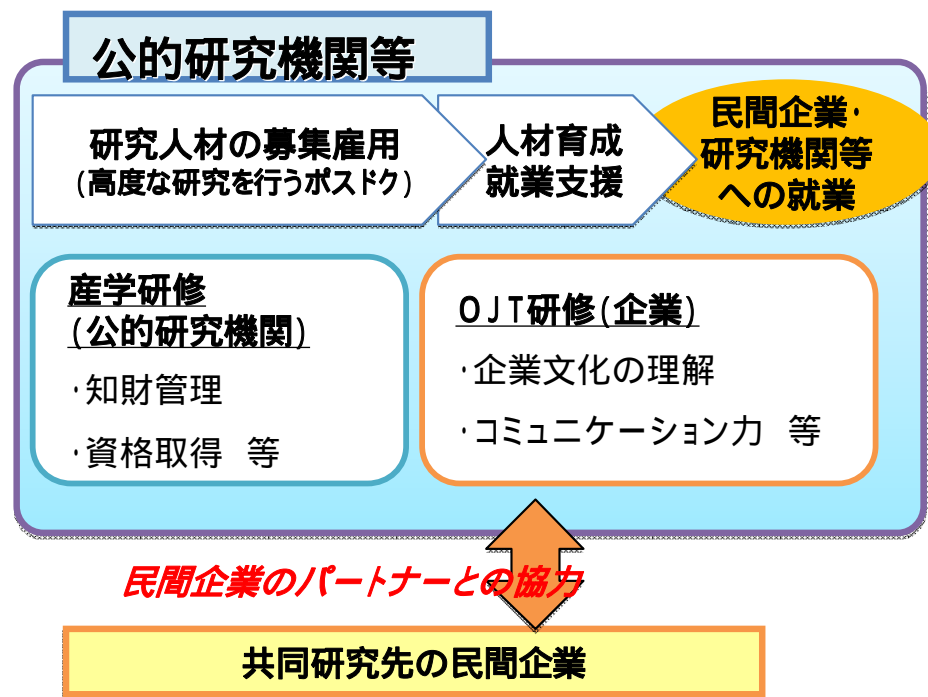 公的研究機関等
研究人材の募集雇用
(高度な研究を行うポスドク)
人材育成
就業支援
民間企業・
研究機関等
への就業
産学研修
(公的研究機関)
・知財管理
・資格取得 等
OJT研修(企業)
・企業文化の理解
・コミュニケーション力 等
民間企業のパートナーとの協力
共同研究先の民間企業